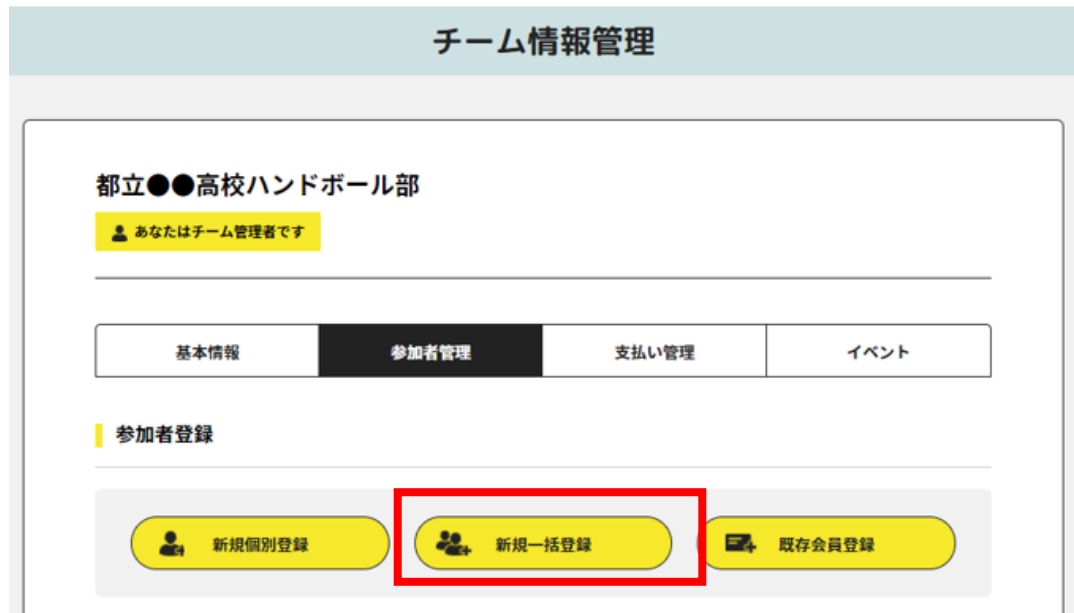 チーム情報管理
都立●●高校ハンドボール部
あなたはチーム管理者です
基本情報
参加者管理
支払い管理
イベント
参加者登録
新規個別登録
新規一括登録
既存会員登録